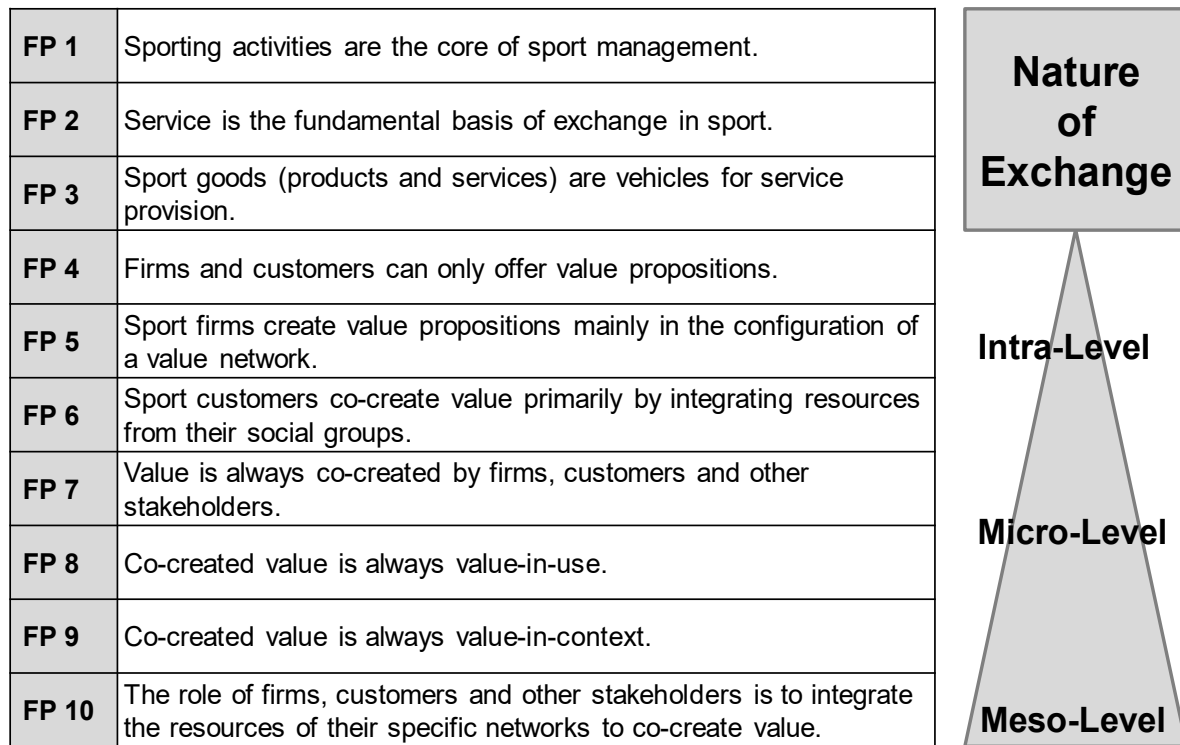 FP 1
Sporting activities are the core of sport management.
FP 2
Service is the fundamental basis of exchange in sport.
FP 3
Sport goods (products and services) are vehicles for service
provision.
FP 4
Firms and customers can only offer value propositions.
FP 5
Sport firms create value propositions mainly in the configuration of
a value network.
FP 6
Sport customers co-create value primarily by integrating resources
from their social groups.
FP 7
Value is always co-created by firms, customers and other
stakeholders.
FP 8
Co-created value is always value-in-use.
FP 9
Co-created value is always value-in-context.
FP 10
The role of firms, customers and other stakeholders is to integrate
the resources of their specific networks to co-create value.
Nature
of
Exchange
Intra-Level
Micro-Level
Meso-Level